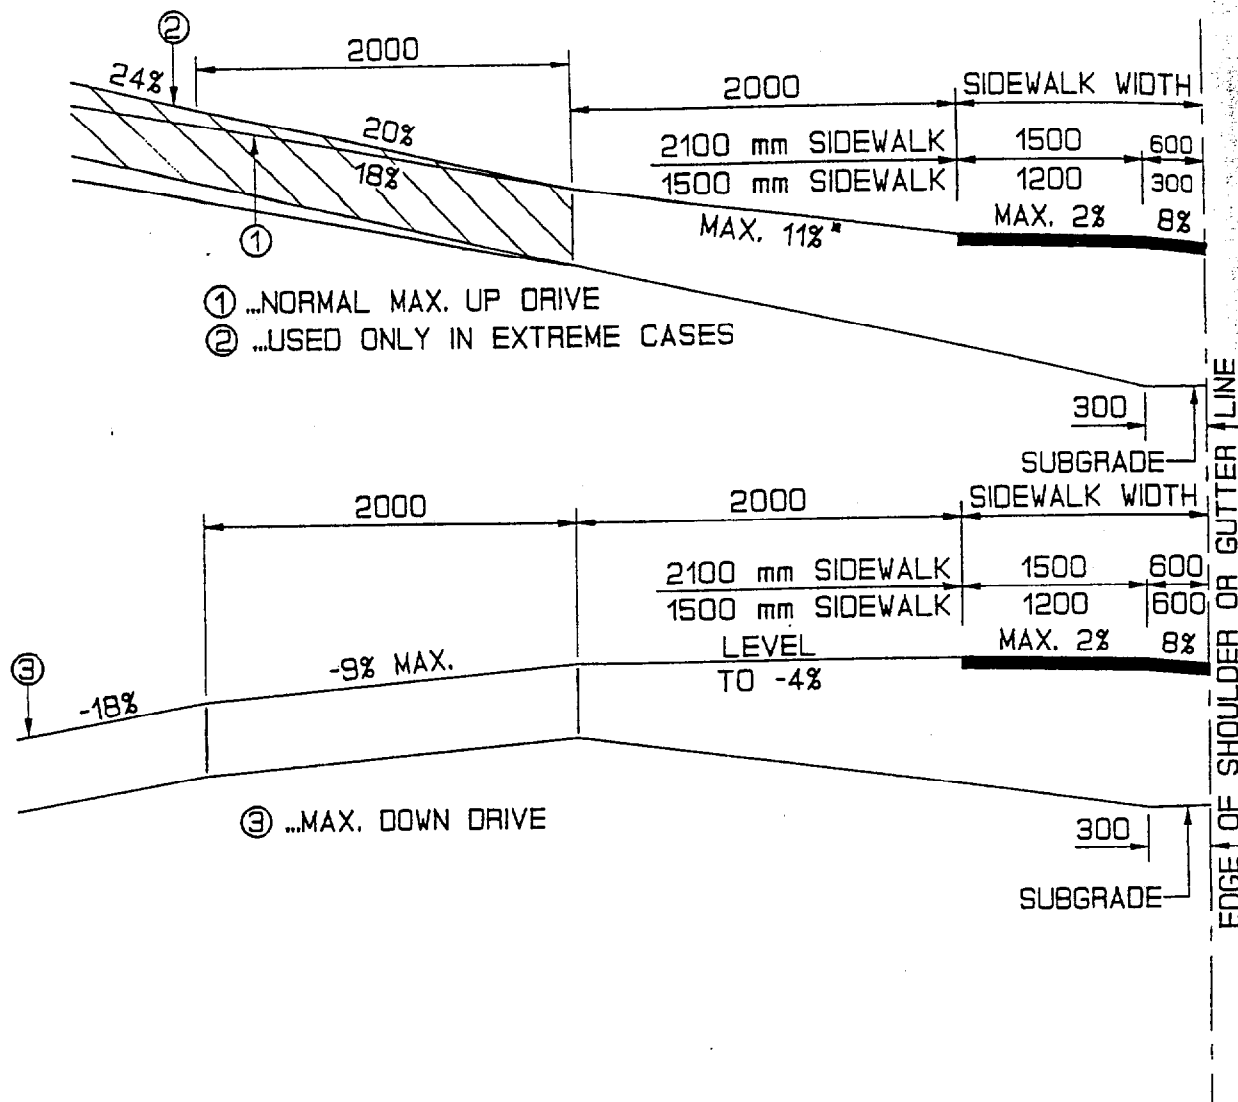 ②
2000
24%
2000
SIDEWALK WIDTH
20%
2100 mm SIDEWALK 1500 600
18%
1500 mm SIDEWALK 1200 300
MAX. 11%* MAX. 2% 8%
①
① ...NORMAL MAX. UP DRIVE
② ...USED ONLY IN EXTREME CASES
300
SUBGRADE
2000
2000
SIDEWALK WIDTH
2100 mm SIDEWALK 1500 600
1500 mm SIDEWALK 1200 600
③
-18%
-9% MAX.
LEVEL
TO -4%
MAX. 2% 8%
③ ...MAX. DOWN DRIVE
300
SUBGRADE
EDGE OF SHOULDER OR GUTTER LINE